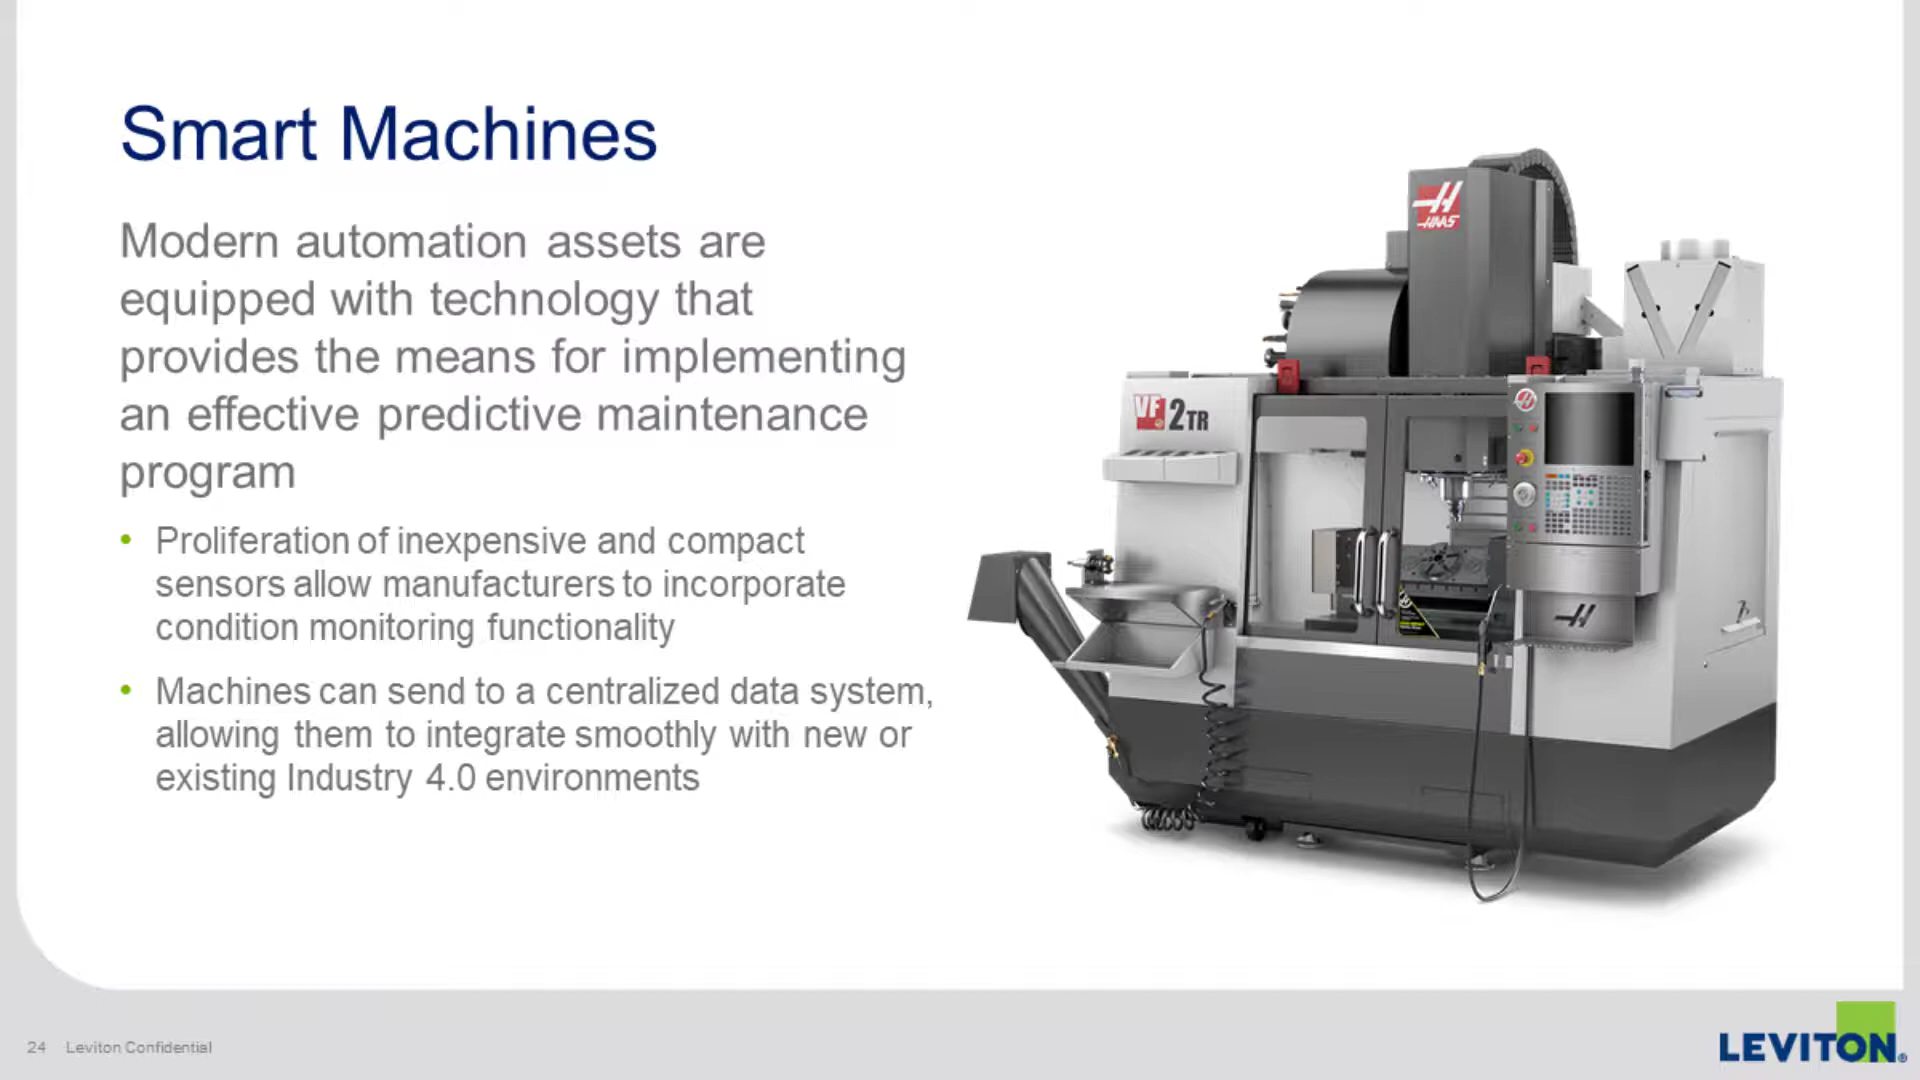 Smart Machines
Modern automation assets are
equipped with technology that
provides the means for implementing
an effective predictive maintenance
program
• Proliferation of inexpensive and compact
sensors allow manufacturers to incorporate
condition monitoring functionality
• Machines can send to a centralized data system,
allowing them to integrate smoothly with new or
existing Industry 4.0 environments
HAAS
VF 2TR
24 Leviton Confidential
LEVITON®